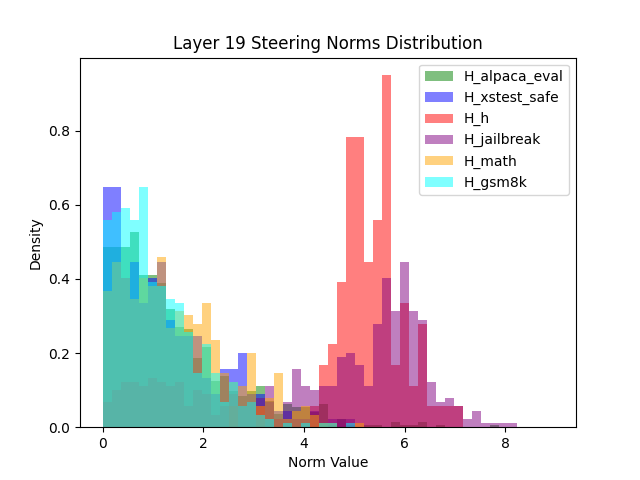 Layer 19 Steering Norms Distribution
H_alpaca_eval
H_xstest_safe
H_h
H_jailbreak
H_math
H_gsm8k
Density
0.8
0.6
0.4
0.2
0.0
0
2
4
6
8
Norm Value